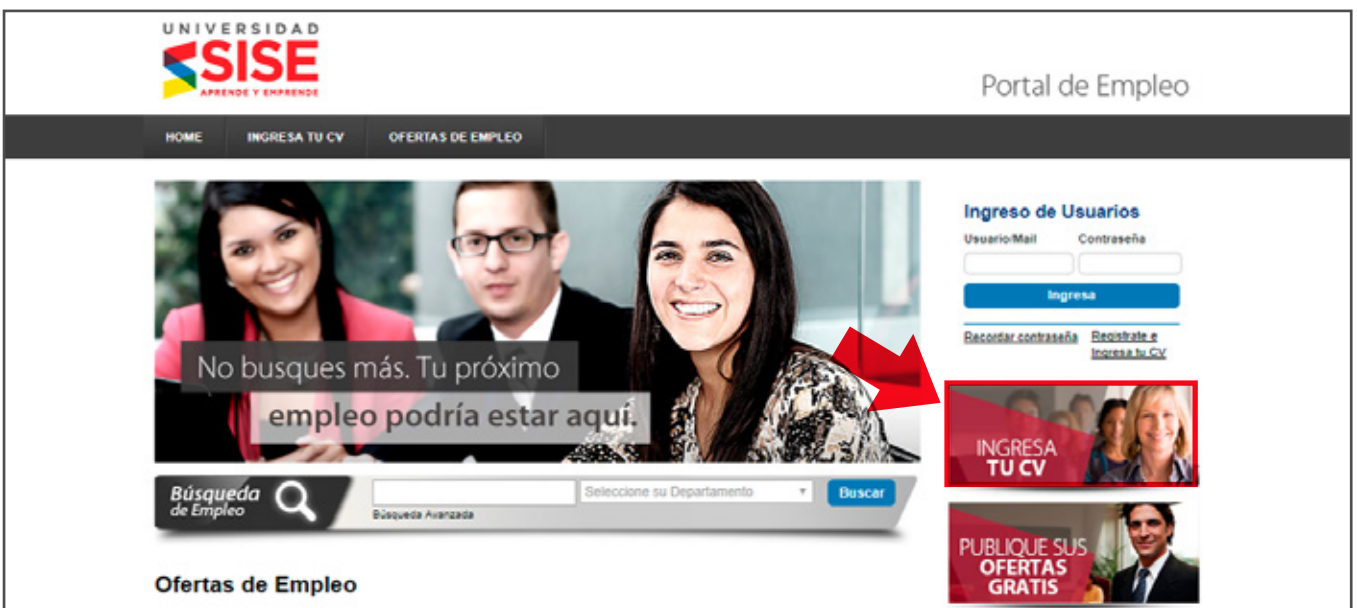 UNIVERSIDAD
SISE
APRENDE Y EMPRENDE
Portal de Empleo
HOME INGRESA TU CV OFERTAS DE EMPLEO
No busques más. Tu próximo
empleo podría estar aquí.
Ingreso de Usuarios
Usuario/Mail Contraseña
Ingresa
Recordar contraseña Registrate e
Ingresa tu CV
INGRESA
TU CV
Búsqueda
de Empleo
Seleccione su Departamento
Buscar
Búsqueda Avanzada
PUBLIQUE SUS
OFERTAS
GRATIS
Ofertas de Empleo